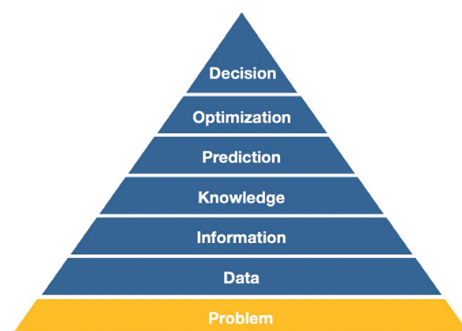 Decision
Optimization
Prediction
Knowledge
Information
Data
Problem